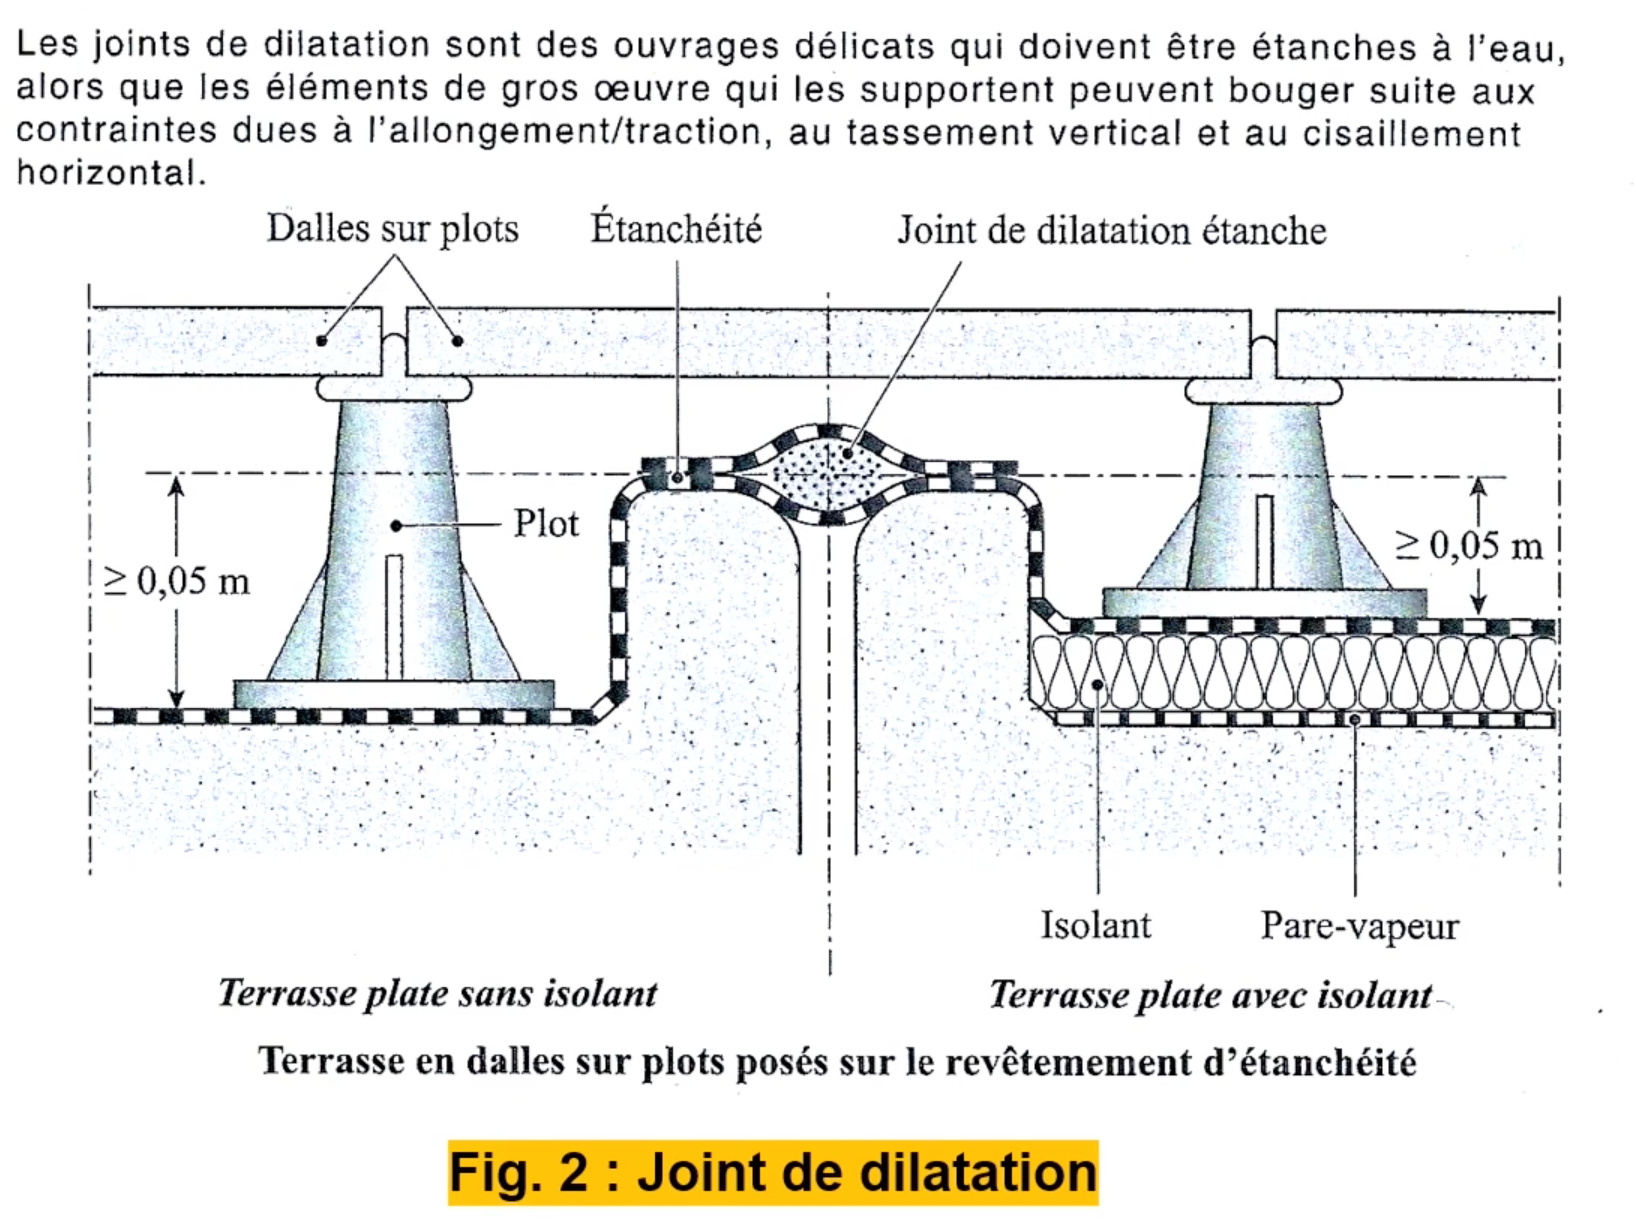 Les joints de dilatation sont des ouvrages délicats qui doivent être étanches à l'eau,
alors que les éléments de gros œuvre qui les supportent peuvent bouger suite aux
contraintes dues à l'allongement/traction, au tassement vertical et au cisaillement
horizontal.
Dalles sur plots
Étanchéité
Joint de dilatation étanche
Plot
≥ 0,05 m
≥ 0,05 m
Isolant
Pare-vapeur
Terrasse plate sans isolant
Terrasse plate avec isolant
Terrasse en dalles sur plots posés sur le revêtemement d'étanchéité
Fig. 2 : Joint de dilatation